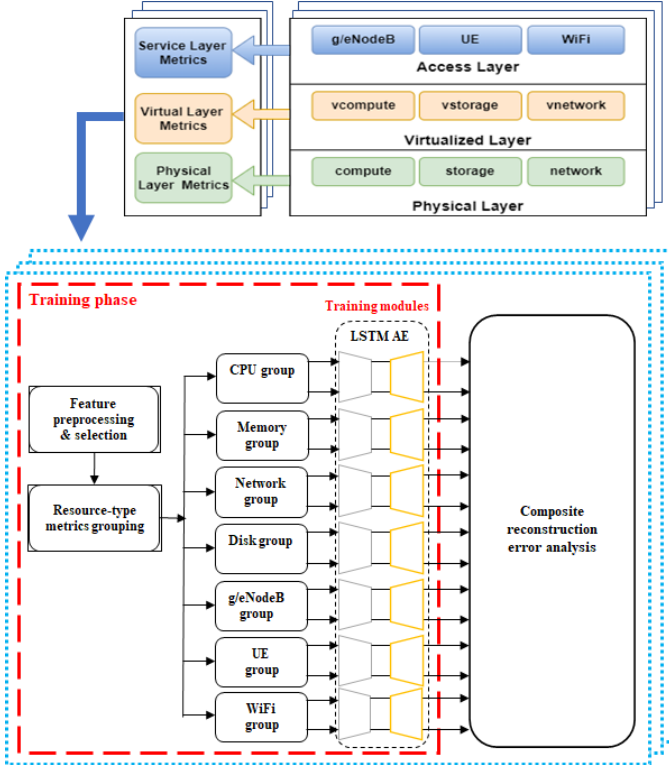 Service Layer
Metrics
g/eNodeB
UE
WiFi
Access Layer
Virtual Layer
Metrics
vcompute
vstorage
vnetwork
Virtualized Layer
Physical
Layer Metrics
compute
storage
network
Physical Layer
Training phase
Training modules
LSTM AE
Feature
preprocessing
& selection
Resource-type
metrics grouping
CPU group
Memory
group
Network
group
Disk group
g/eNodeB
group
UE
group
WiFi
group
Composite
reconstruction
error analysis